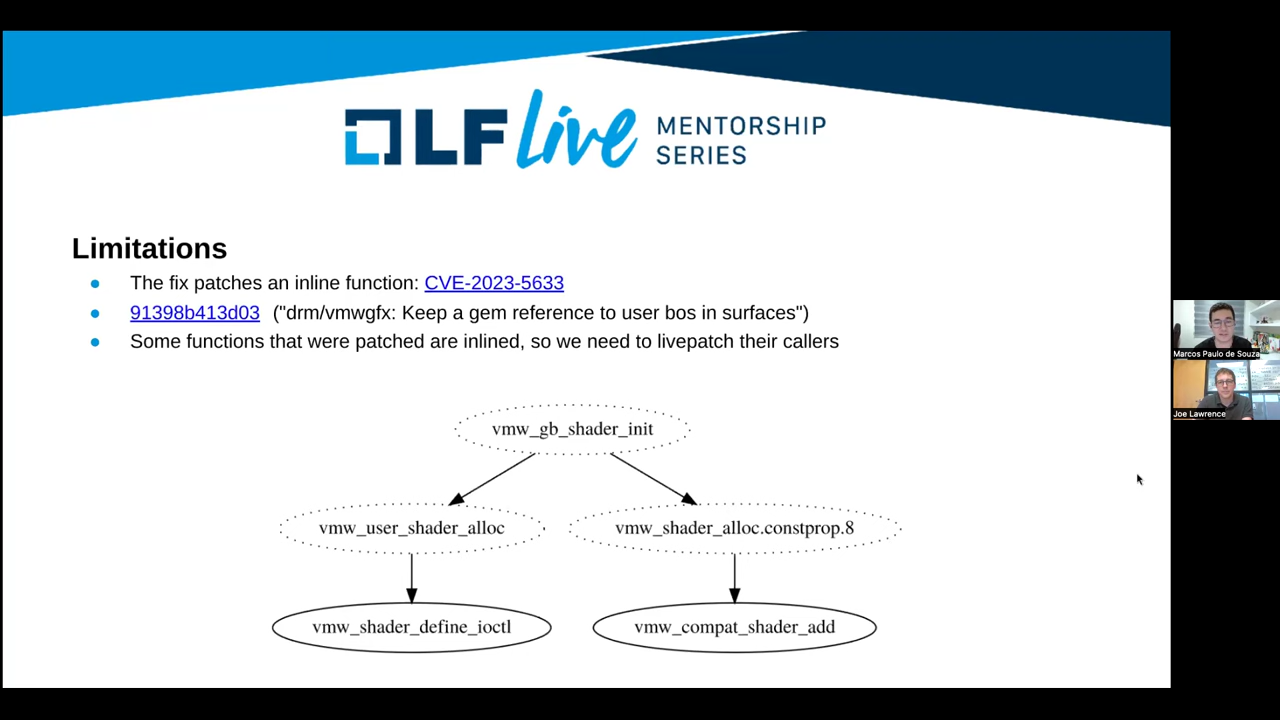 LF Live MENTORSHIP
SERIES
Limitations
The fix patches an inline function: CVE-2023-5633
91398b413d03 ("drm/vmwgfx: Keep a gem reference to user bos in surfaces")
Some functions that were patched are inlined, so we need to livepatch their callers
vmw_gb_shader_init
vmw_user_shader_alloc
vmw_shader_alloc.constprop.8
vmw_shader_define_ioctl
vmw_compat_shader_add
Marcos Paulo de Souza
Joe Lawrence